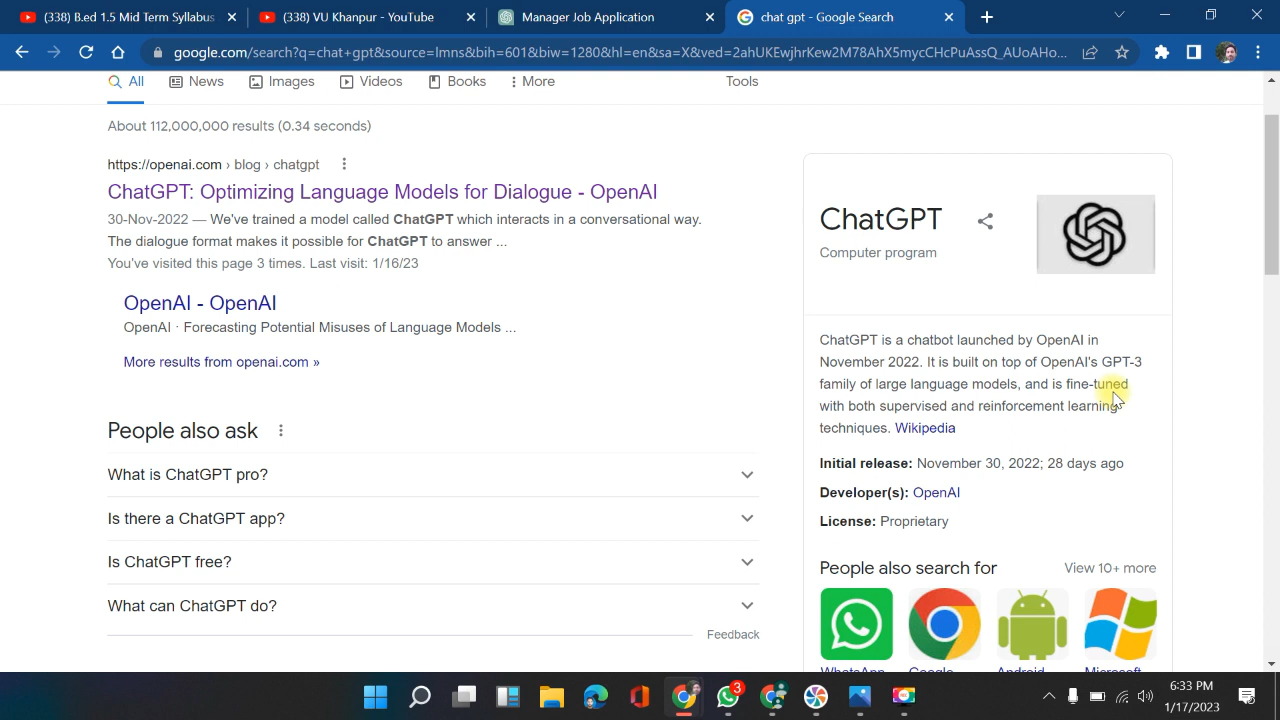 (338) B.ed 1.5 Mid Term Syllabus
(338) VU Khanpur - YouTube
Manager Job Application
chat gpt - Google Search
google.com/search?q=chat+gpt&source=lmns&bih=601&biw=1280&hl=en&sa=X&ved=2ahUKEwjhrKew2M78AhX5mycCHcPuAssQ_AUoAHo...
All
News
Images
Videos
Books
More
Tools
About 112,000,000 results (0.34 seconds)
https://openai.com › blog › chatgpt
ChatGPT: Optimizing Language Models for Dialogue - OpenAI
30-Nov-2022 — We've trained a model called ChatGPT which interacts in a conversational way.
The dialogue format makes it possible for ChatGPT to answer ...
You've visited this page 3 times. Last visit: 1/16/23
OpenAI - OpenAI
OpenAI · Forecasting Potential Misuses of Language Models ...
More results from openai.com »
People also ask
What is ChatGPT pro?
Is there a ChatGPT app?
Is ChatGPT free?
What can ChatGPT do?
Feedback
ChatGPT
Computer program
ChatGPT is a chatbot launched by OpenAI in
November 2022. It is built on top of OpenAI's GPT-3
family of large language models, and is fine-tuned
with both supervised and reinforcement learning
techniques. Wikipedia
Initial release: November 30, 2022; 28 days ago
Developer(s): OpenAI
License: Proprietary
People also search for
View 10+ more
WhatsApp
Google
Android
Microsoft
3
6:33 PM
1/17/2023